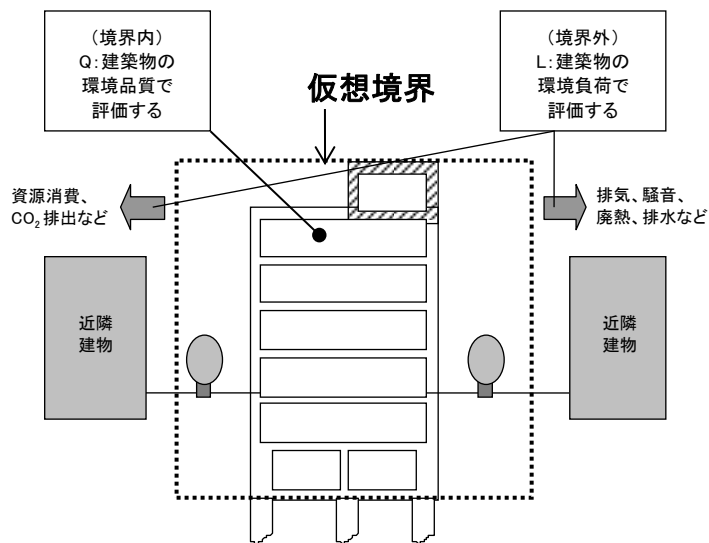 （境界内）
Q：建築物の
環境品質で
評価する
（境界外）
L：建築物の
環境負荷で
評価する
仮想境界
資源消費、
CO₂排出など
排気、騒音、
廃熱、排水など
近隣
建物
近隣
建物